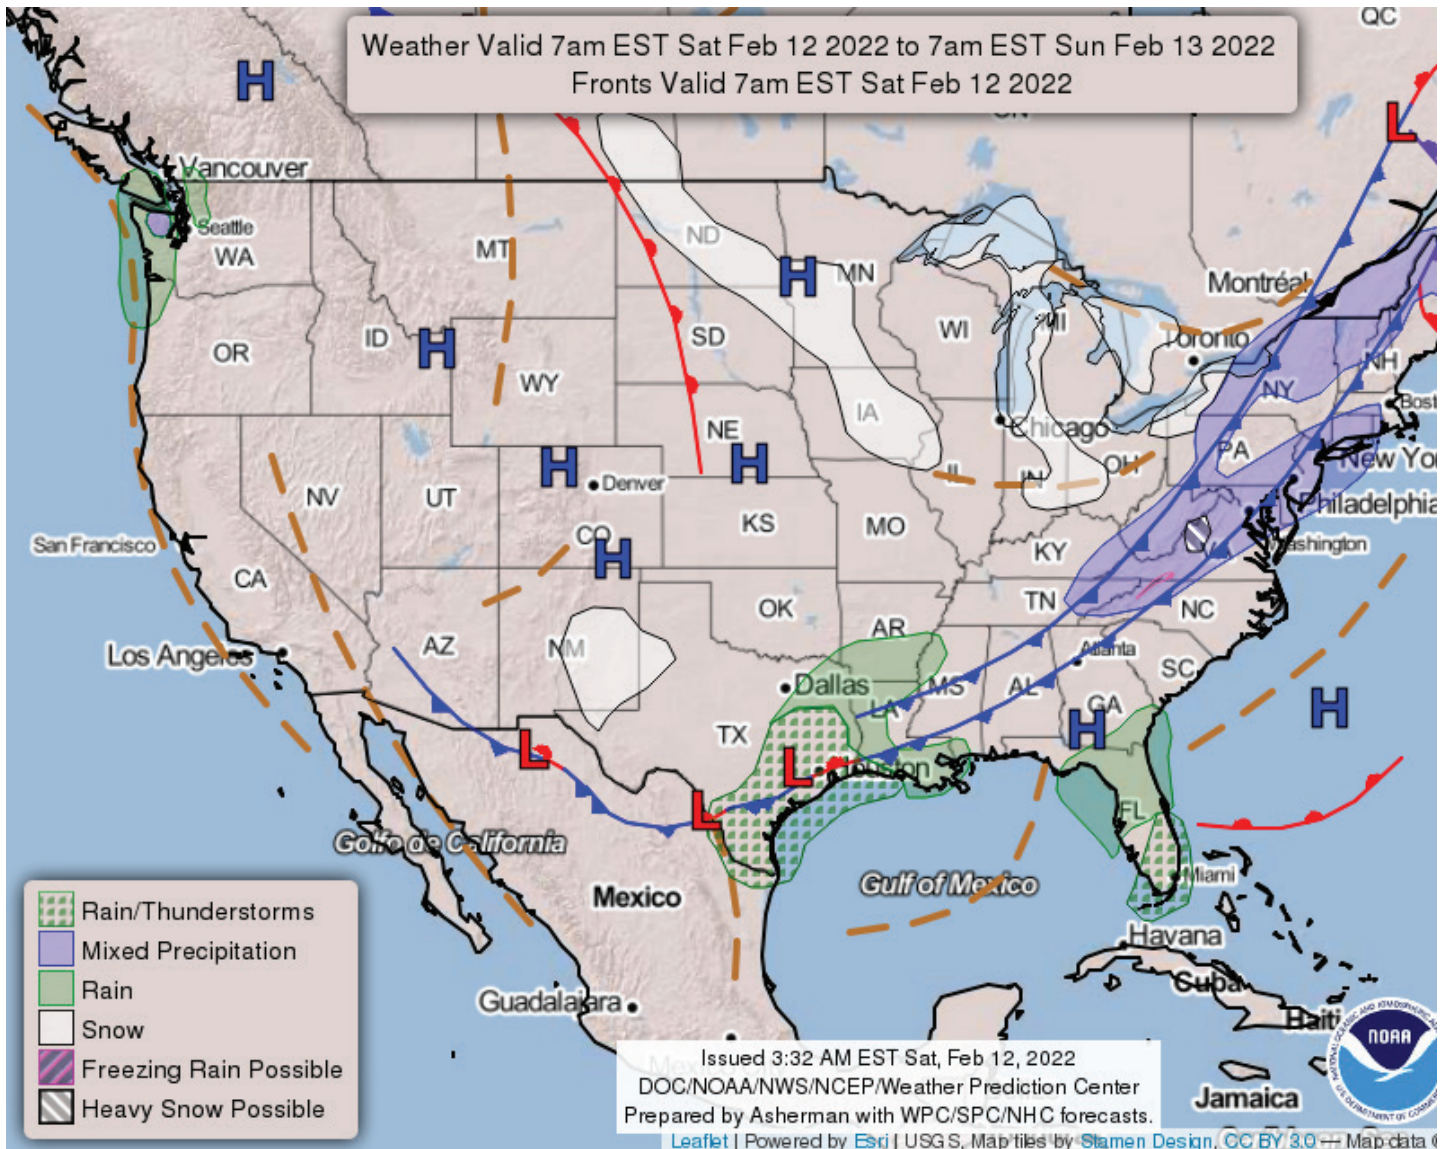 QC
Weather Valid 7am EST Sat Feb 12 2022 to 7am EST Sun Feb 13 2022
Fronts Valid 7am EST Sat Feb 12 2022
H
L
Vancouver
Seattle
WA
MT
ND
H
MN
Montréal
OR
ID
H
WY
SD
WI
MI
Toronto
NY
NH
Bost
NE
IA
Chicago
PA
New Yo
NV
UT
H
Denver
H
KS
MO
IL
IN
OH
Philadelphia
San Francisco
CA
CO
H
KY
Washington
OK
TN
NC
Los Angeles
AZ
NM
AR
Atlanta
SC
Dallas
LA
MS
AL
GA
H
H
TX
L
L
Houston
L
FL
Golfo de California
Mexico
Gulf of Mexico
Miami
Havana
Cuba
Guadalajara
Haiti
Rain/Thunderstorms
Mixed Precipitation
Rain
Snow
Freezing Rain Possible
Heavy Snow Possible
Issued 3:32 AM EST Sat, Feb 12, 2022
DOC/NOAA/NWS/NCEP/Weather Prediction Center
Prepared by Asherman with WPC/SPC/NHC forecasts.
NOAA
Jamaica
Leaflet | Powered by Esri | USGS, Map tiles by Stamen Design, CC BY 3.0 — Map data ©